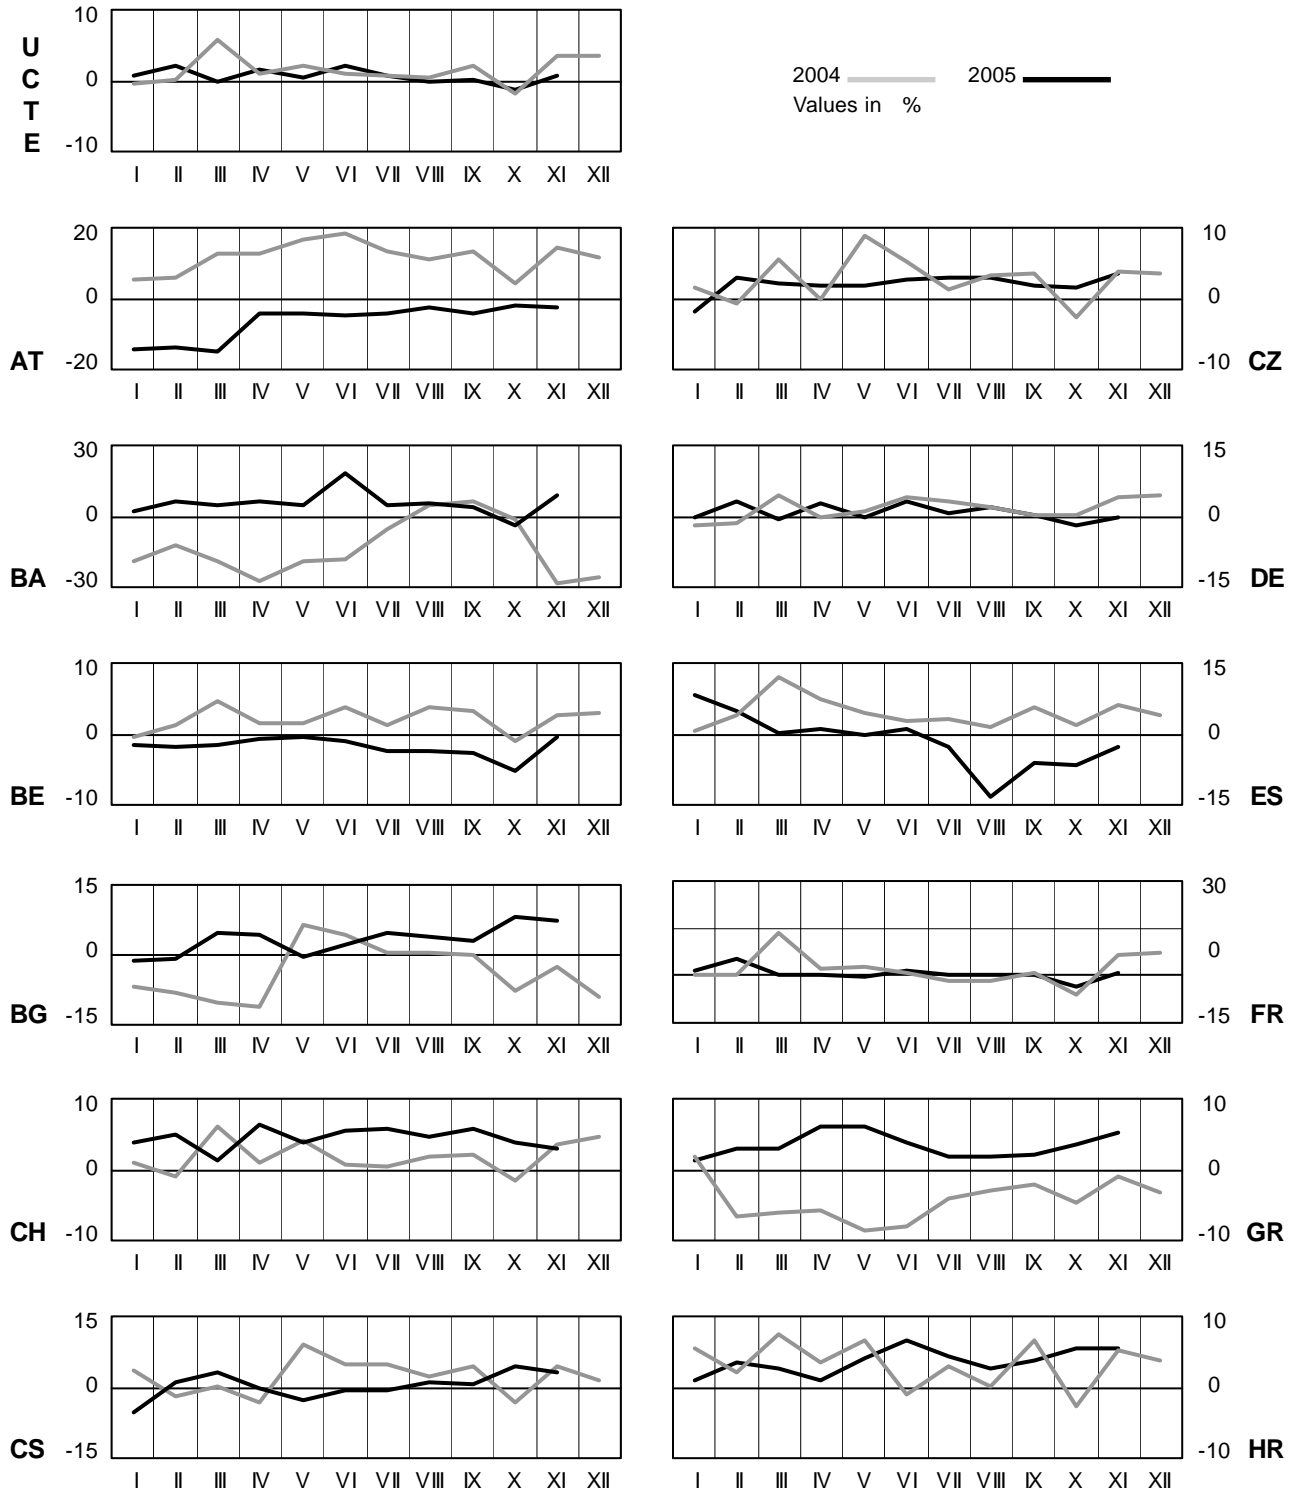 10
U
C
T
E
0
-10
I II III IV V VI VII VIII IX X XI XII
2004 2005
Values in %
20
0
AT -20
I II III IV V VI VII VIII IX X XI XII
10
0
-10 CZ
I II III IV V VI VII VIII IX X XI XII
30
0
BA -30
I II III IV V VI VII VIII IX X XI XII
15
0
-15 DE
I II III IV V VI VII VIII IX X XI XII
10
0
BE -10
I II III IV V VI VII VIII IX X XI XII
15
0
-15 ES
I II III IV V VI VII VIII IX X XI XII
15
0
BG -15
I II III IV V VI VII VIII IX X XI XII
30
0
-15 FR
I II III IV V VI VII VIII IX X XI XII
10
0
CH -10
I II III IV V VI VII VIII IX X XI XII
10
0
-10 GR
I II III IV V VI VII VIII IX X XI XII
15
0
CS -15
I II III IV V VI VII VIII IX X XI XII
10
0
-10 HR
I II III IV V VI VII VIII IX X XI XII